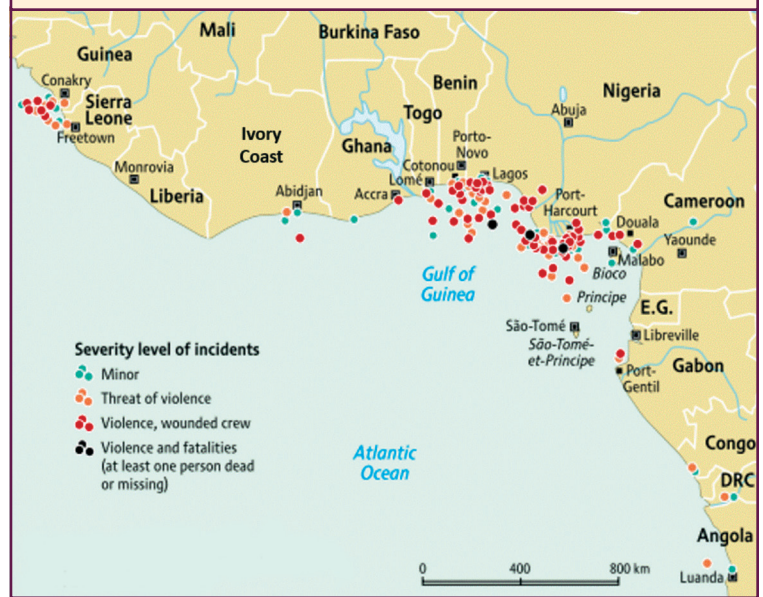 Mali
Burkina Faso
Guinea
Benin
Nigeria
Conakry
Sierra
Leone
Togo
Abuja
Freetown
Ivory
Coast
Ghana
Porto-
Novo
Cotonou
Lagos
Monrovia
Lomé
Liberia
Abidjan
Accra
Port-
Harcourt
Cameroon
Douala
Yaounde
Malabo
Gulf of
Guinea
Bioco
Principe
E.G.
São-Tomé
Libreville
São-Tomé-
et-Principe
Severity level of incidents
Minor
Threat of violence
Violence, wounded crew
Violence and fatalities
(at least one person dead
or missing)
Gabon
Port-
Gentil
Atlantic
Ocean
Congo
DRC
Angola
0 400 800 km
Luanda